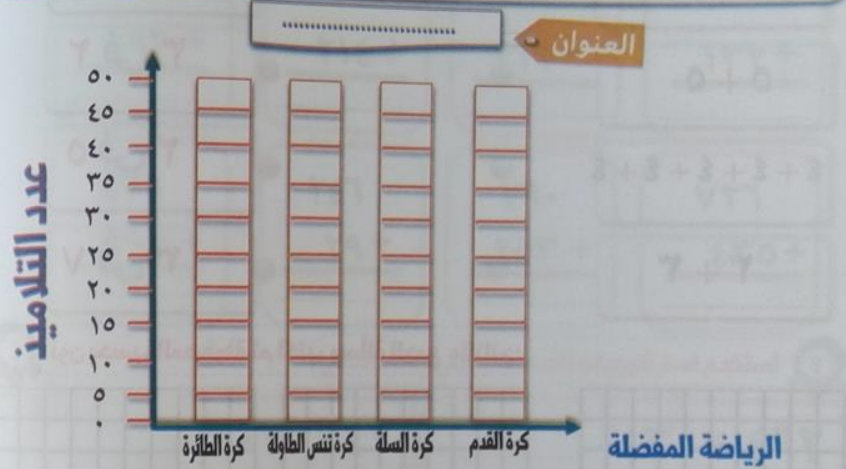 العنوان
..................................
عدد التلاميذ
٥٠
٤٥
٤٠
٣٥
٣٠
٢٥
٢٠
١٥
١٠
٥
٠
كرة القدم
كرة السلة
كرة تنس الطاولة
كرة الطائرة
الرياضة المفضلة